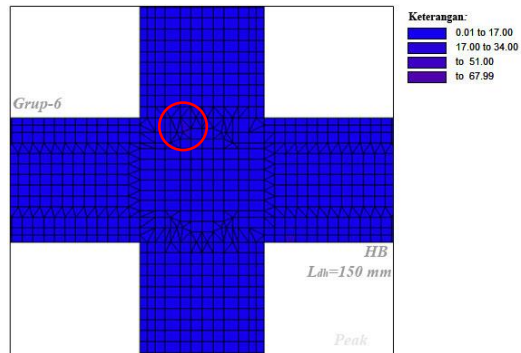 Keterangan:
0.01 to 17.00
17.00 to 34.00
to 51.00
to 67.99
Grup-6
HB
Ldh=150 mm
Peak